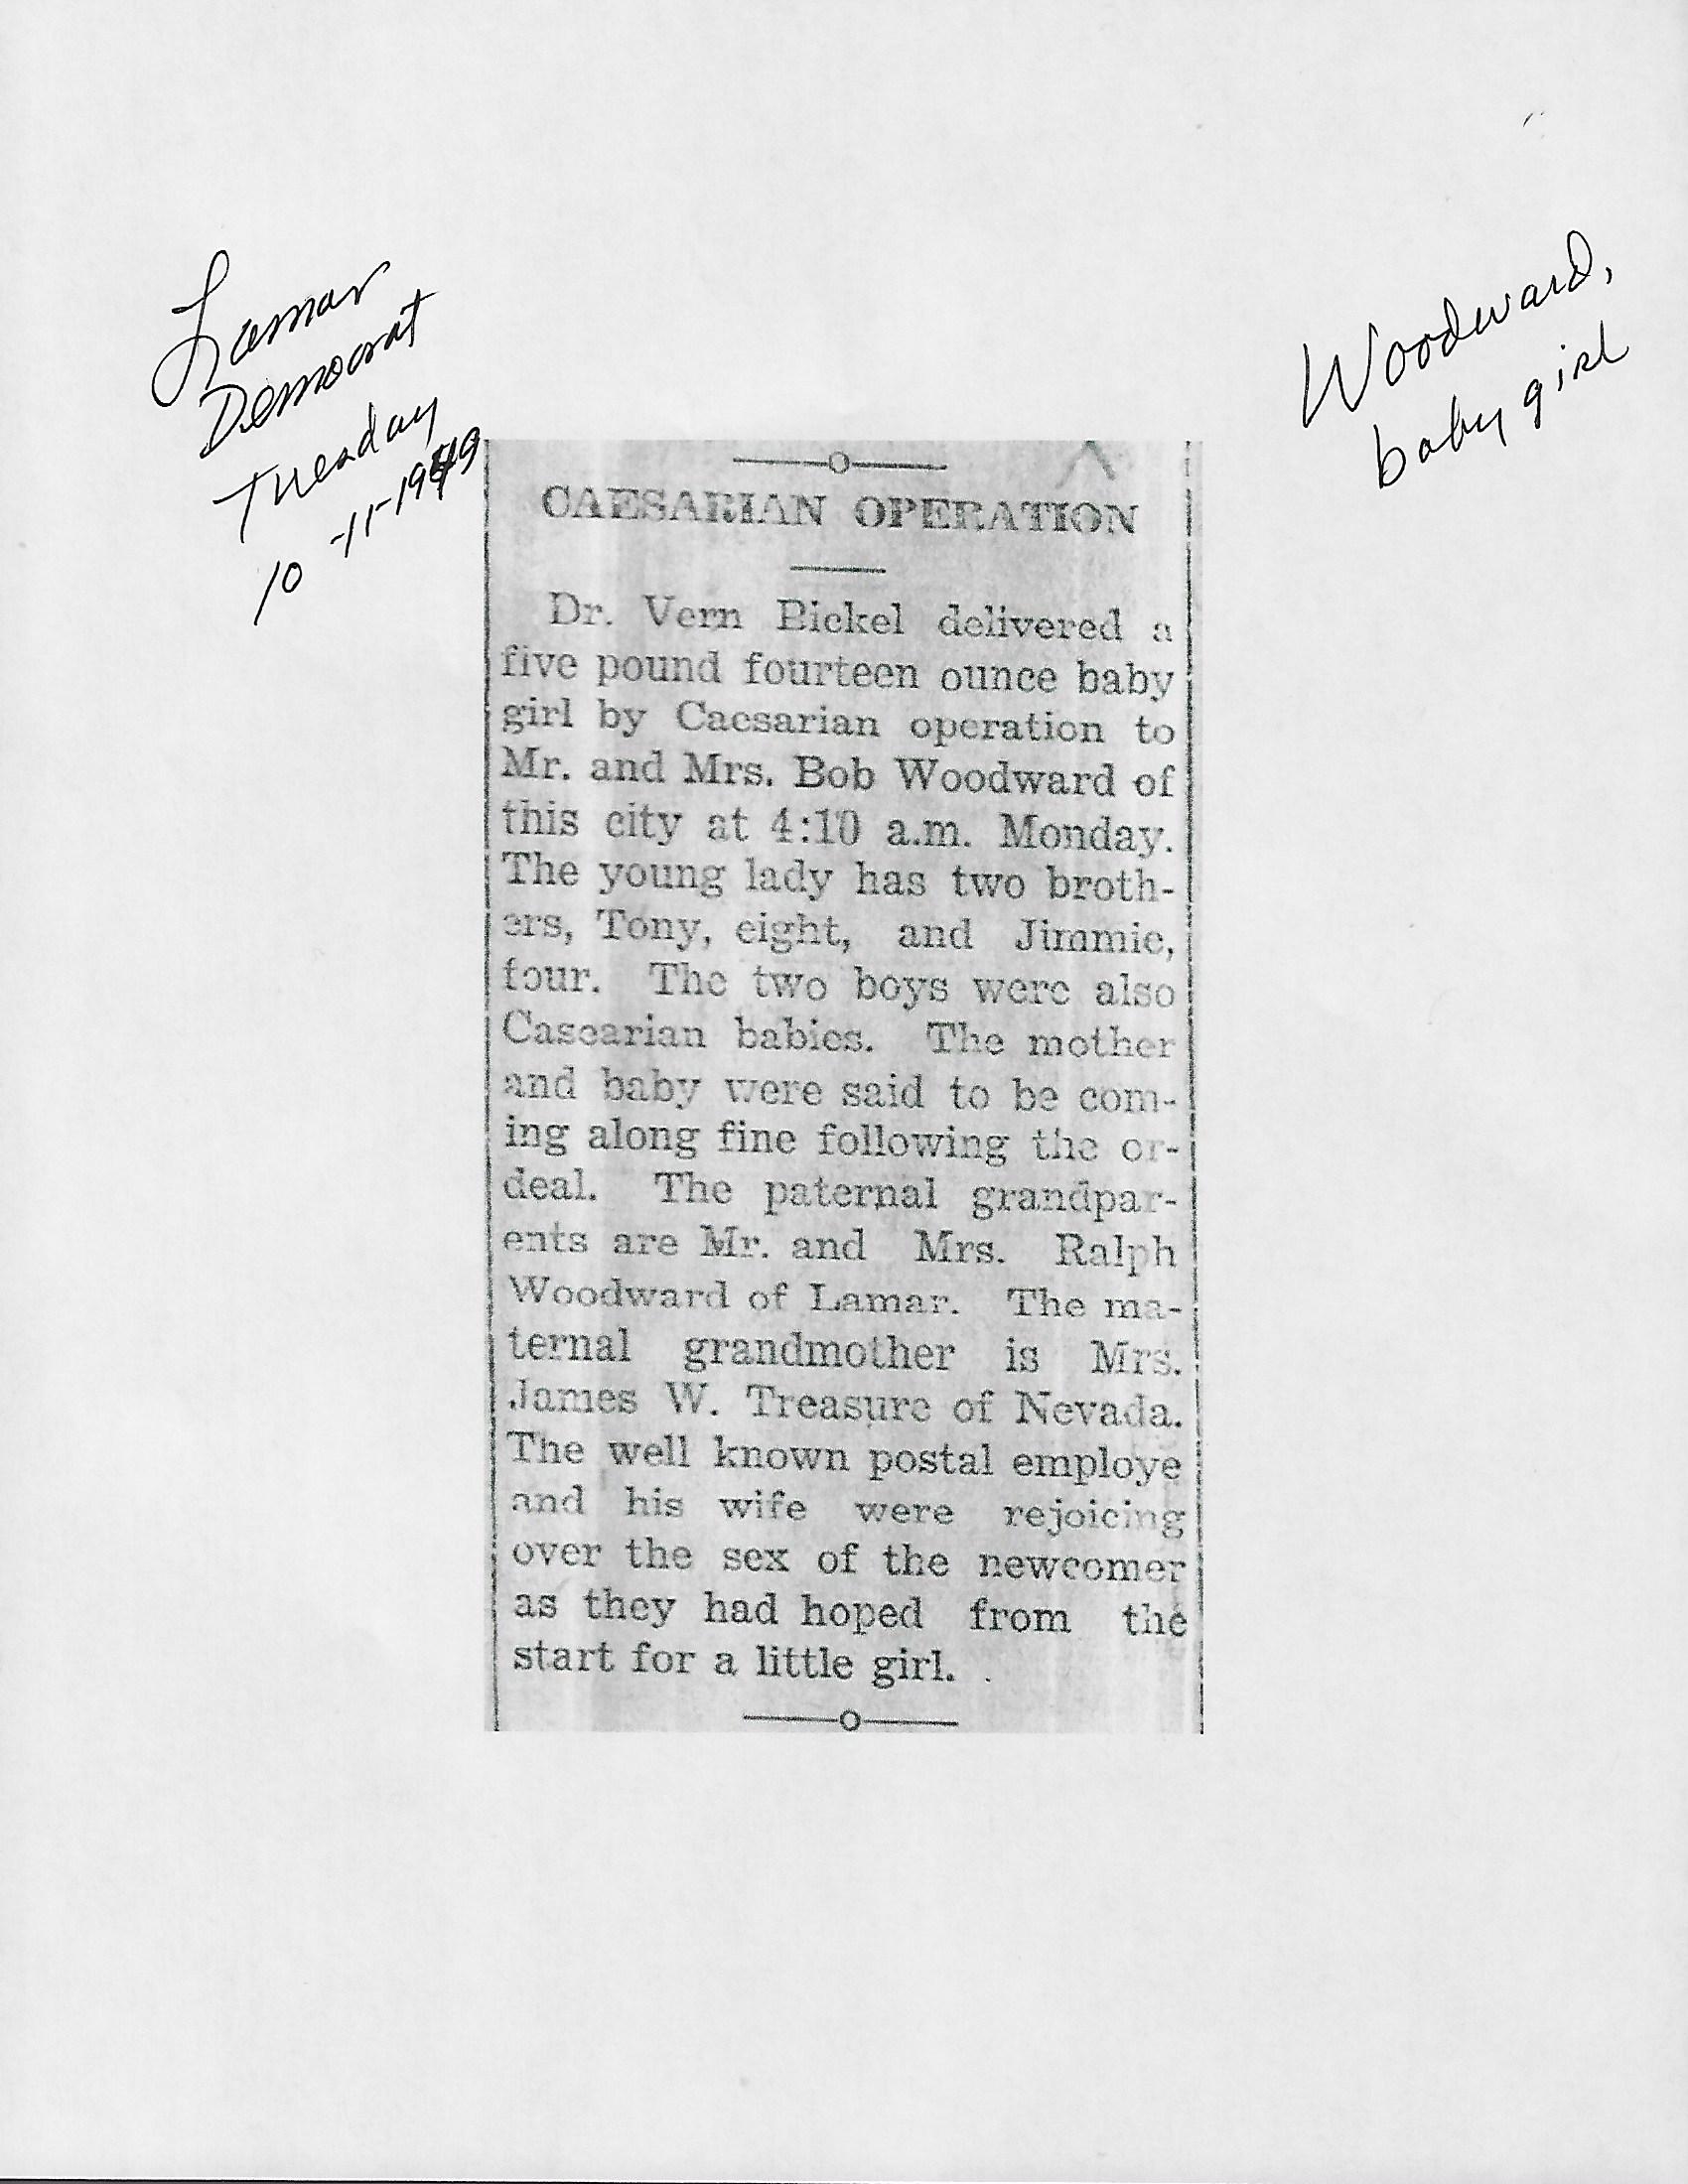 Lamar
Democrat
Tuesday
10-11-1949
Woodward,
baby girl
CAESARIAN OPERATION
Dr. Vern Bickel delivered a
five pound fourteen ounce baby
girl by Caesarian operation to
Mr. and Mrs. Bob Woodward of
this city at 4:10 a.m. Monday.
The young lady has two broth-
ers, Tony, eight, and Jimmie,
four. The two boys were also
Casearian babies. The mother
and baby were said to be com-
ing along fine following the or-
deal. The paternal grandpar-
ents are Mr. and Mrs. Ralph
Woodward of Lamar. The ma-
ternal grandmother is Mrs.
James W. Treasure of Nevada.
The well known postal employe
and his wife were rejoicing
over the sex of the newcomer
as they had hoped from the
start for a little girl.